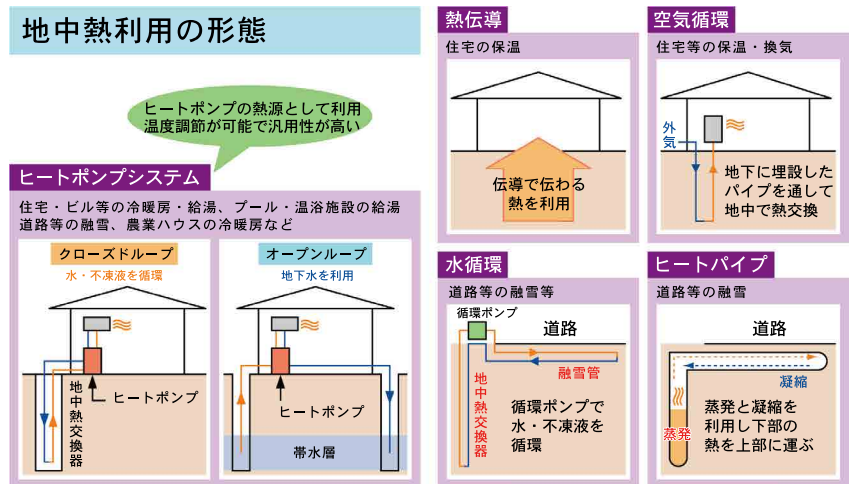 地中熱利用の形態
ヒートポンプの熱源として利用
温度調節が可能で汎用性が高い
ヒートポンプシステム
住宅・ビル等の冷暖房・給湯、プール・温浴施設の給湯
道路等の融雪、農業ハウスの冷暖房など
クローズドループ
水・不凍液を循環
地中熱交換器
ヒートポンプ
オープンループ
地下水を利用
ヒートポンプ
帯水層
熱伝導
住宅の保温
伝導で伝わる
熱を利用
空気循環
住宅等の保温・換気
外気
地下に埋設した
パイプを通して
地中で熱交換
水循環
道路等の融雪等
循環ポンプ
道路
融雪管
地中熱交換器
循環ポンプで
水・不凍液を
循環
ヒートパイプ
道路等の融雪
道路
凝縮
蒸発
蒸発と凝縮を
利用し下部の
熱を上部に運ぶ